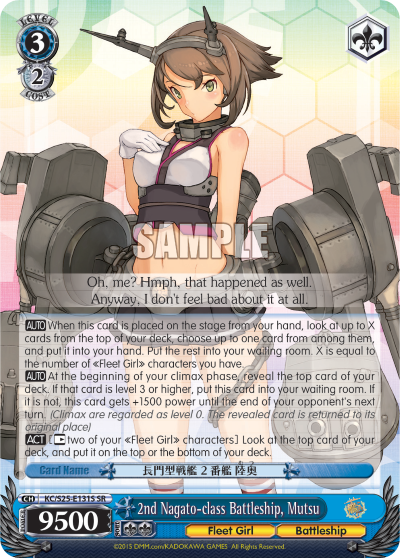 LEVEL
3
2
COST
SAMPLE
Oh, me? Hmph, that happened as well.
Anyway, I don't feel bad about it at all.
AUTO When this card is placed on the stage from your hand, look at up to X
cards from the top of your deck, choose up to one card from among them,
and put it into your hand. Put the rest into your waiting room. X is equal to
the number of «Fleet Girl» characters you have.
AUTO At the beginning of your climax phase, reveal the top card of your
deck. If that card is level 3 or higher, put this card into your waiting room. If
it is not, this card gets +1500 power until the end of your opponent's next
turn. (Climax are regarded as level 0. The revealed card is returned to its
original place)
ACT [two of your «Fleet Girl» characters] Look at the top card of your
deck, and put it on the top or the bottom of your deck.
Card Name
長門型戦艦 2番艦 陸奥
CH KC/S25-E131S SR
2nd Nagato-class Battleship, Mutsu
POWER
9500
SOUL
Fleet Girl
Battleship
©2015 DMM.com/KADOKAWA GAMES All Rights Reserved.